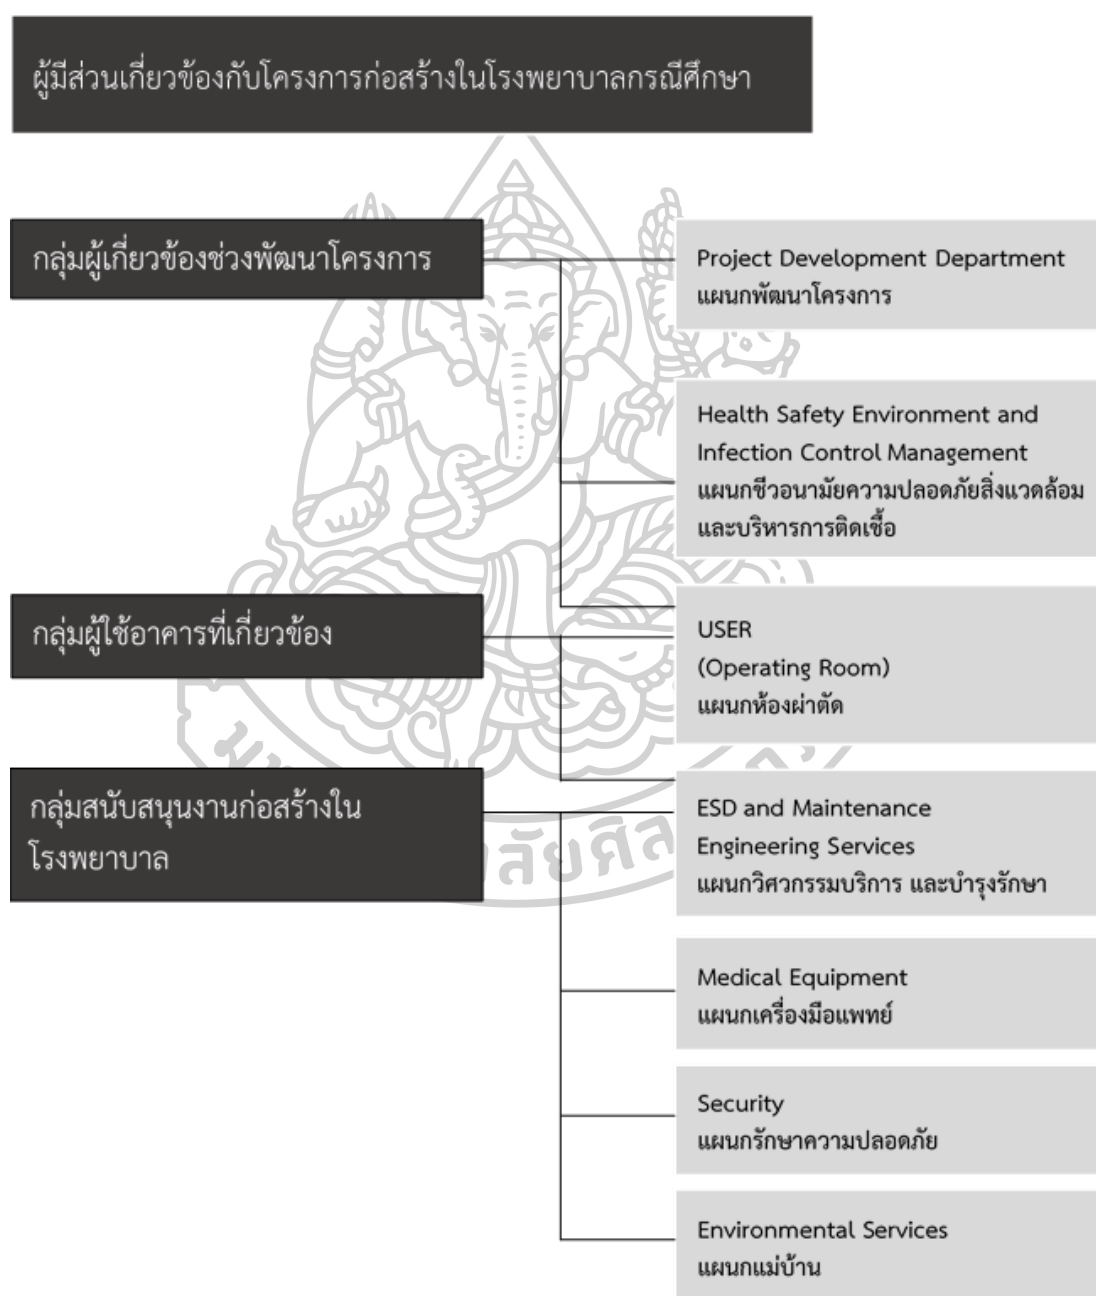 ผู้มีส่วนเกี่ยวข้องกับโครงการก่อสร้างในโรงพยาบาลกรณีศึกษา
กลุ่มผู้เกี่ยวข้องช่วงพัฒนาโครงการ
Project Development Department
แผนกพัฒนาโครงการ
Health Safety Environment and
Infection Control Management
แผนกชีวอนามัยความปลอดภัยสิ่งแวดล้อม
และบริหารการติดเชื้อ
กลุ่มผู้ใช้อาคารที่เกี่ยวข้อง
USER
(Operating Room)
แผนกห้องผ่าตัด
กลุ่มสนับสนุนงานก่อสร้างใน
โรงพยาบาล
ESD and Maintenance
Engineering Services
แผนกวิศวกรรมบริการ และบำรุงรักษา
Medical Equipment
แผนกเครื่องมือแพทย์
Security
แผนกรักษาความปลอดภัย
Environmental Services
แผนกแม่บ้าน